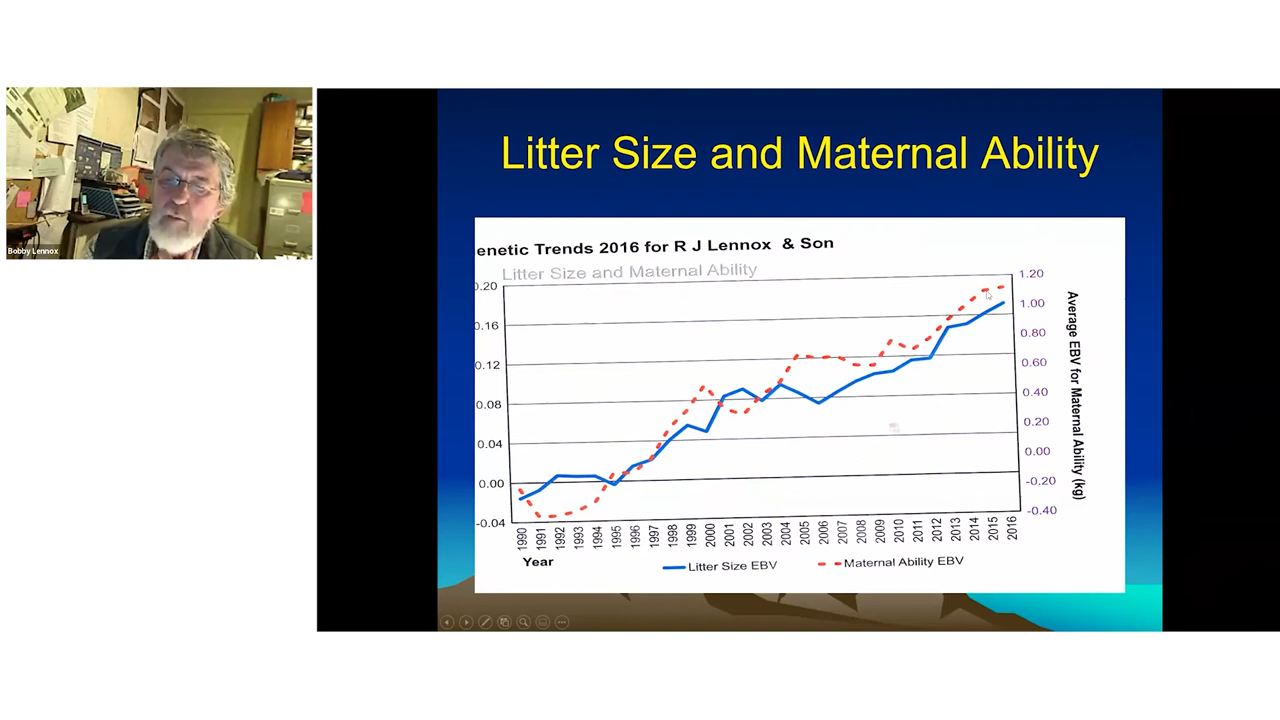 Bobby Lennox
Litter Size and Maternal Ability
enetic Trends 2016 for R J Lennox & Son
Litter Size and Maternal Ability
0.20
0.16
0.12
0.08
0.04
0.00
-0.04
1.20
1.00
0.80
0.60
0.40
0.20
0.00
-0.20
-0.40
Average EBV for Maternal Ability (kg)
1990 1991 1992 1993 1994 1995 1996 1997 1998 1999 2000 2001 2002 2003 2004 2005 2006 2007 2008 2009 2010 2011 2012 2013 2014 2015 2016
Year
Litter Size EBV Maternal Ability EBV